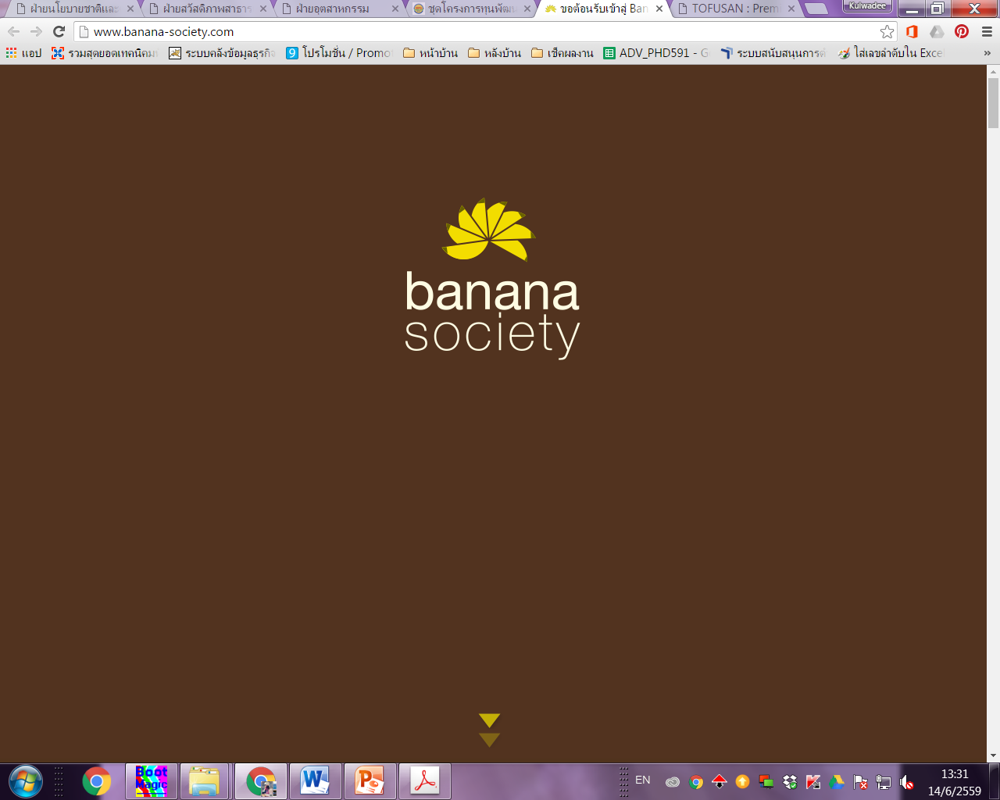 ฝ่ายนโยบายชาติและ
ฝ่ายสวัสดิภาพสาธาร
ฝ่ายอุตสาหกรรม
ชุดโครงการทุนพัฒน
ขอต้อนรับเข้าสู่ Ban
TOFUSAN : Prem
Kulwadee
www.banana-society.com
แอป
รวมสุดยอดเทคนิคม
ระบบคลังข้อมูลธุรกิจ
9 โปรโมชั่น / Promo
หน้าบ้าน
หลังบ้าน
เช็คผลงาน
ADV_PHD591 - G
ระบบสนับสนุนการ
ใส่เลขลำดับใน Exce
»
banana
society
Boot
Magic
EN
13:31
14/6/2559